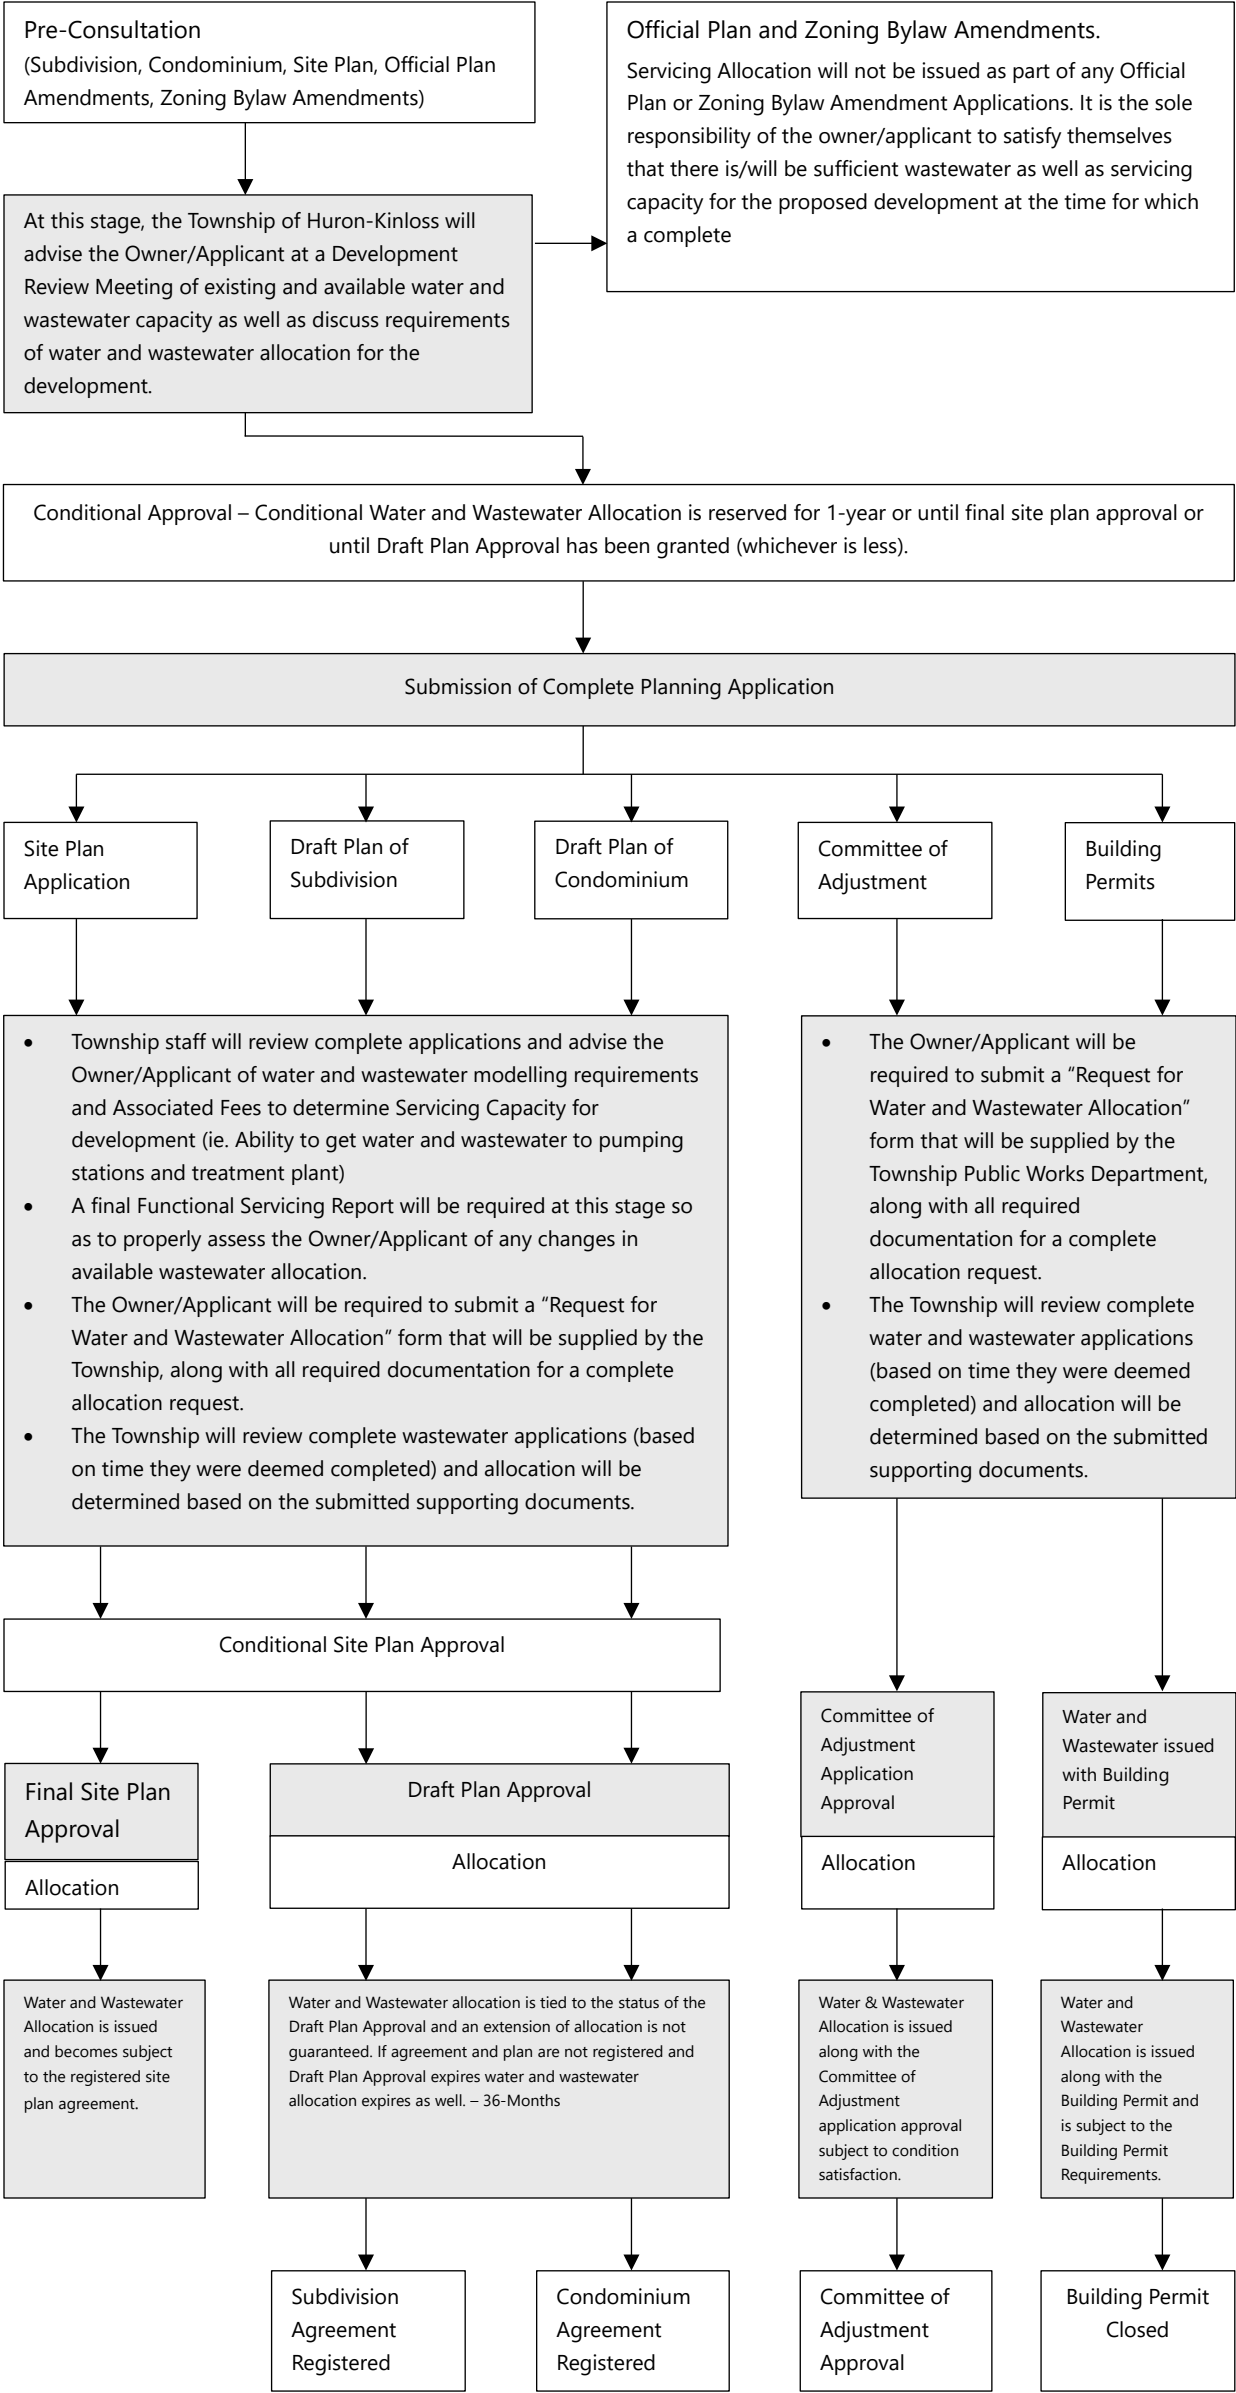 Pre-Consultation
(Subdivision, Condominium, Site Plan, Official Plan
Amendments, Zoning Bylaw Amendments)
Official Plan and Zoning Bylaw Amendments.
Servicing Allocation will not be issued as part of any Official
Plan or Zoning Bylaw Amendment Applications. It is the sole
responsibility of the owner/applicant to satisfy themselves
that there is/will be sufficient wastewater as well as servicing
capacity for the proposed development at the time for which
a complete
At this stage, the Township of Huron-Kinloss will
advise the Owner/Applicant at a Development
Review Meeting of existing and available water and
wastewater capacity as well as discuss requirements
of water and wastewater allocation for the
development.
Conditional Approval – Conditional Water and Wastewater Allocation is reserved for 1-year or until final site plan approval or
until Draft Plan Approval has been granted (whichever is less).
Submission of Complete Planning Application
Site Plan
Application
Draft Plan of
Subdivision
Draft Plan of
Condominium
Committee of
Adjustment
Building
Permits
• Township staff will review complete applications and advise the
Owner/Applicant of water and wastewater modelling requirements
and Associated Fees to determine Servicing Capacity for
development (ie. Ability to get water and wastewater to pumping
stations and treatment plant)
• A final Functional Servicing Report will be required at this stage so
as to properly assess the Owner/Applicant of any changes in
available wastewater allocation.
• The Owner/Applicant will be required to submit a “Request for
Water and Wastewater Allocation” form that will be supplied by the
Township, along with all required documentation for a complete
allocation request.
• The Township will review complete wastewater applications (based
on time they were deemed completed) and allocation will be
determined based on the submitted supporting documents.
• The Owner/Applicant will be
required to submit a “Request for
Water and Wastewater Allocation”
form that will be supplied by the
Township Public Works Department,
along with all required
documentation for a complete
allocation request.
• The Township will review complete
water and wastewater applications
(based on time they were deemed
completed) and allocation will be
determined based on the submitted
supporting documents.
Conditional Site Plan Approval
Final Site Plan
Approval
Allocation
Draft Plan Approval
Allocation
Committee of
Adjustment
Application
Approval
Allocation
Water and
Wastewater issued
with Building
Permit
Allocation
Water and Wastewater
Allocation is issued
and becomes subject
to the registered site
plan agreement.
Water and Wastewater allocation is tied to the status of the
Draft Plan Approval and an extension of allocation is not
guaranteed. If agreement and plan are not registered and
Draft Plan Approval expires water and wastewater
allocation expires as well. – 36-Months
Water & Wastewater
Allocation is issued
along with the
Committee of
Adjustment
application approval
subject to condition
satisfaction.
Water and
Wastewater
Allocation is issued
along with the
Building Permit and
is subject to the
Building Permit
Requirements.
Subdivision
Agreement
Registered
Condominium
Agreement
Registered
Committee of
Adjustment
Approval
Building Permit
Closed